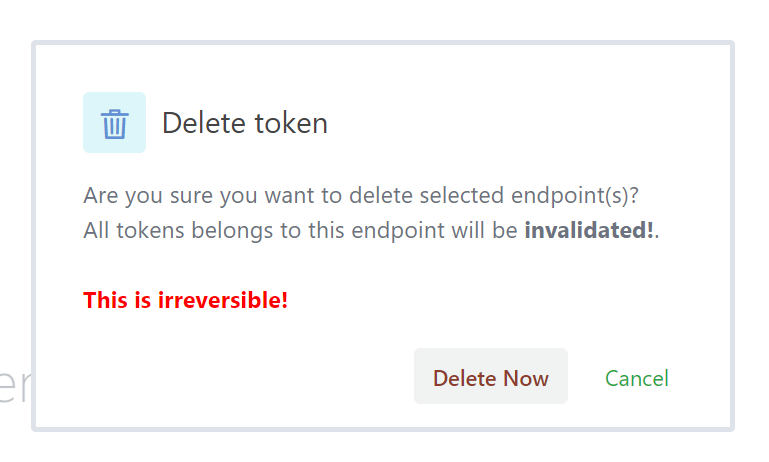 Delete token
Are you sure you want to delete selected endpoint(s)?
All tokens belongs to this endpoint will be invalidated!.
This is irreversible!
er
Delete Now
Cancel